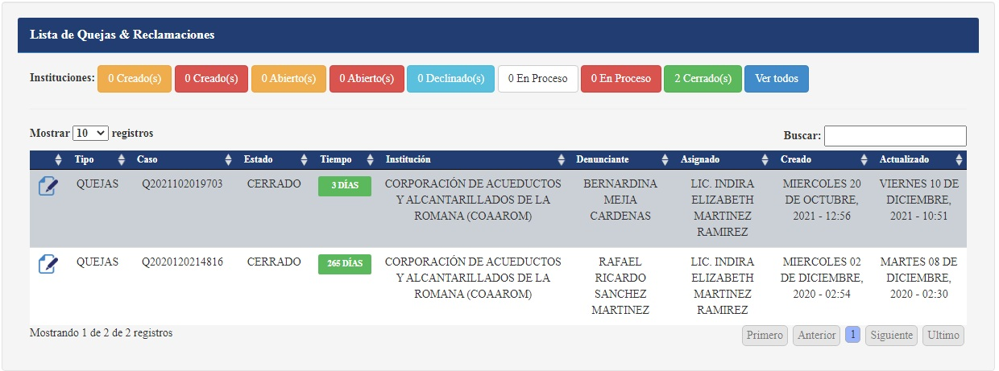 Lista de Quejas & Reclamaciones
Instituciones: 0 Creado(s) 0 Creado(s) 0 Abierto(s) 0 Abierto(s) 0 Declinado(s) 0 En Proceso 0 En Proceso 2 Cerrado(s) Ver todos
Mostrar 10 registros Buscar:
Tipo Caso Estado Tiempo Institución Denunciante Asignado Creado Actualizado
QUEJAS Q2021102019703 CERRADO 3 DÍAS CORPORACIÓN DE ACUEDUCTOS BERNARDINA LIC. INDIRA MIERCOLES 20 VIERNES 10 DE
Y ALCANTARILLADOS DE LA MEJIA ELIZABETH DE OCTUBRE, DICIEMBRE,
ROMANA (COAAROM) CARDENAS MARTINEZ 2021 - 12:56 2021 - 10:51
RAMIREZ
QUEJAS Q2020120214816 CERRADO 265 DÍAS CORPORACIÓN DE ACUEDUCTOS RAFAEL LIC. INDIRA MIERCOLES 02 MARTES 08 DE
Y ALCANTARILLADOS DE LA RICARDO ELIZABETH DE DICIEMBRE, DICIEMBRE,
ROMANA (COAAROM) SANCHEZ MARTINEZ 2020 - 02:54 2020 - 02:30
MARTINEZ RAMIREZ
Mostrando 1 de 2 de 2 registros Primero Anterior 1 Siguiente Ultimo